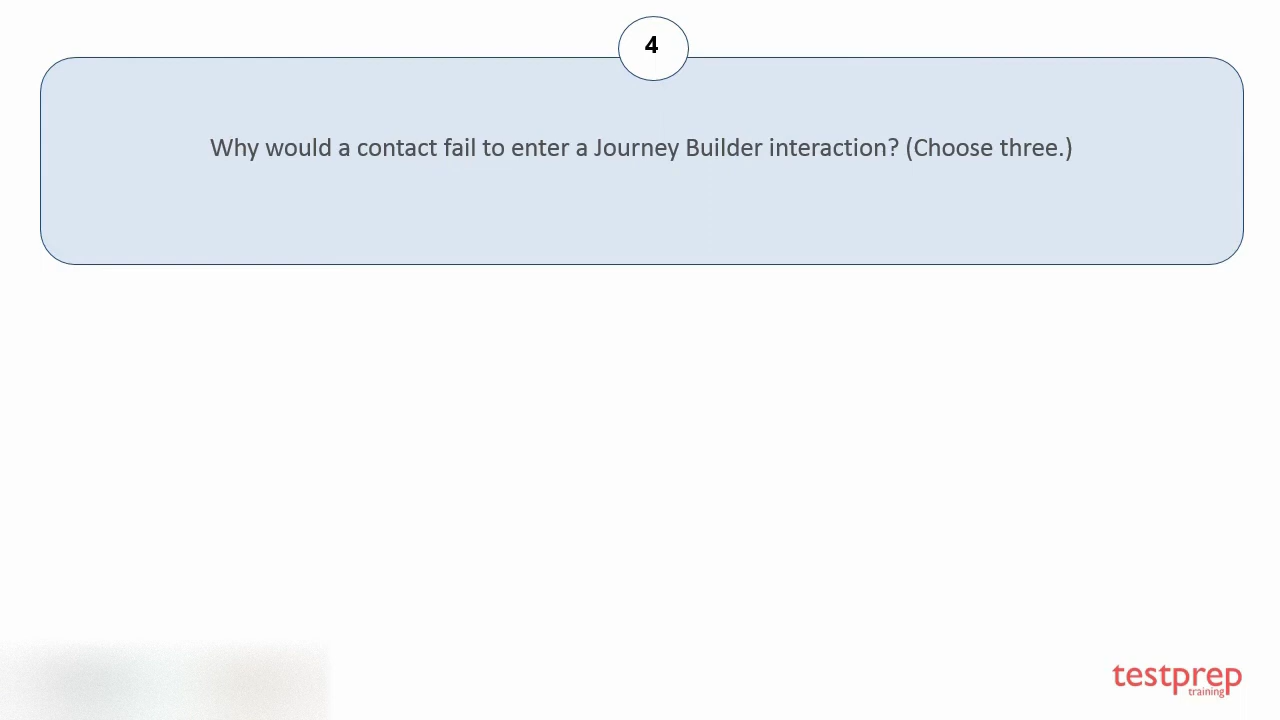 4
Why would a contact fail to enter a Journey Builder interaction? (Choose three.)
testprep
training